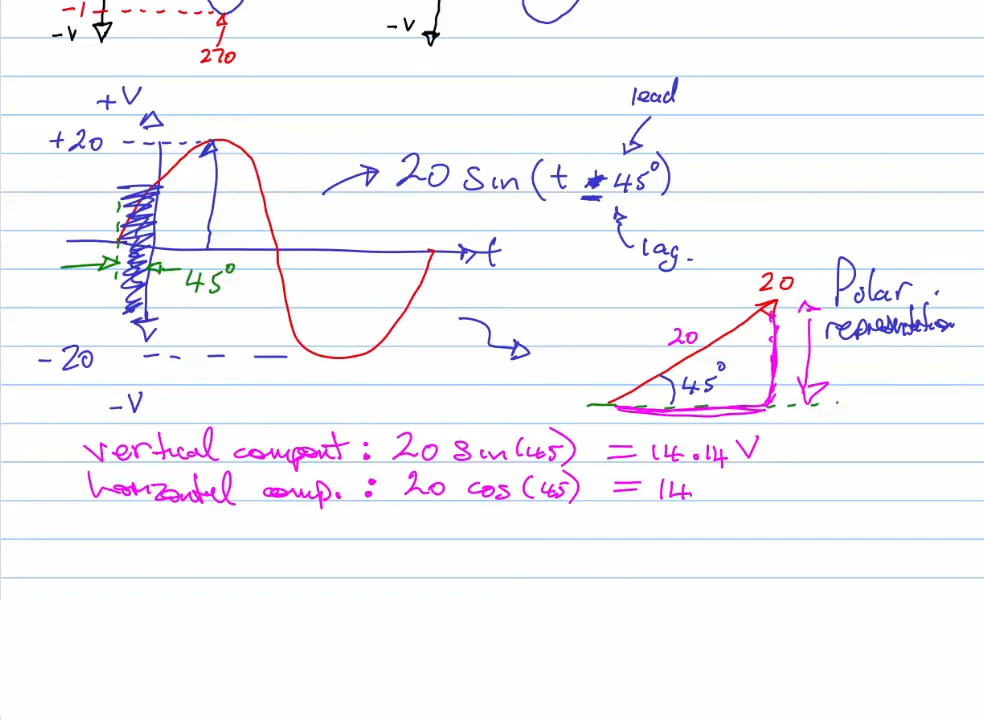 -1
-V
-V
270
+V
lead
+20
20 sin(t + 45°)
t
lag.
45°
20
Polar
representation
20
45°
-20
-V
vertical compont: 20 sin(45) = 14.14 V
horizontal comp.: 20 cos(45) = 14